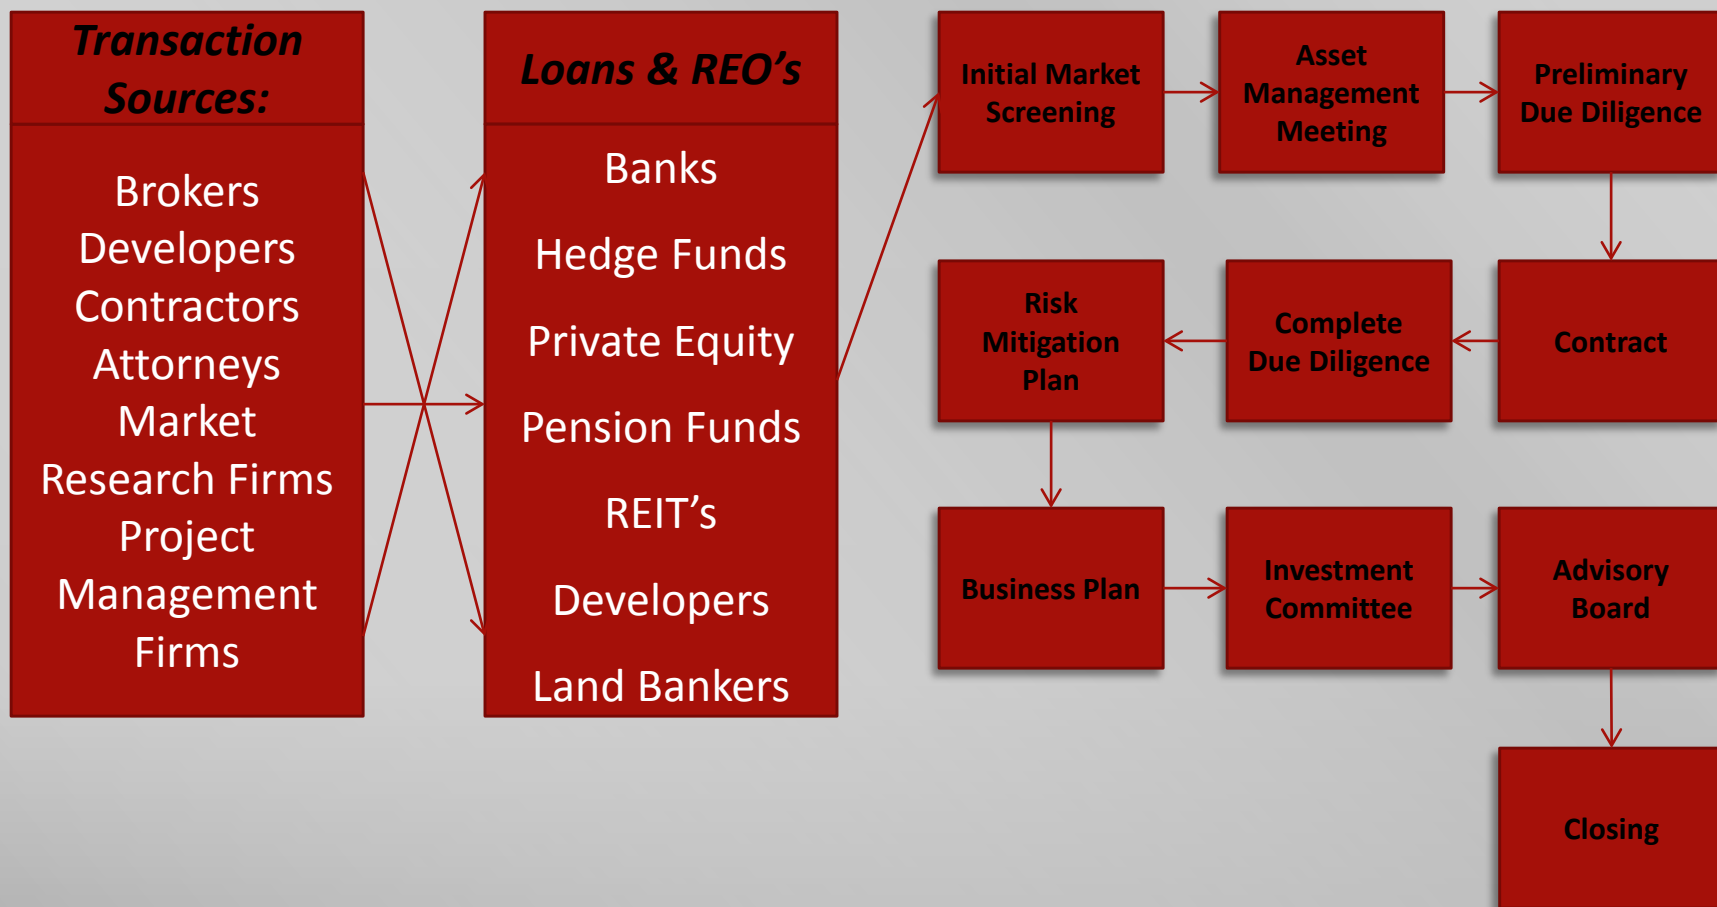 Transaction
Sources:
Brokers
Developers
Contractors
Attorneys
Market
Research Firms
Project
Management
Firms
Loans & REO’s
Banks
Hedge Funds
Private Equity
Pension Funds
REIT’s
Developers
Land Bankers
Initial Market
Screening
Asset
Management
Meeting
Preliminary
Due Diligence
Contract
Complete
Due Diligence
Risk
Mitigation
Plan
Business Plan
Investment
Committee
Advisory
Board
Closing